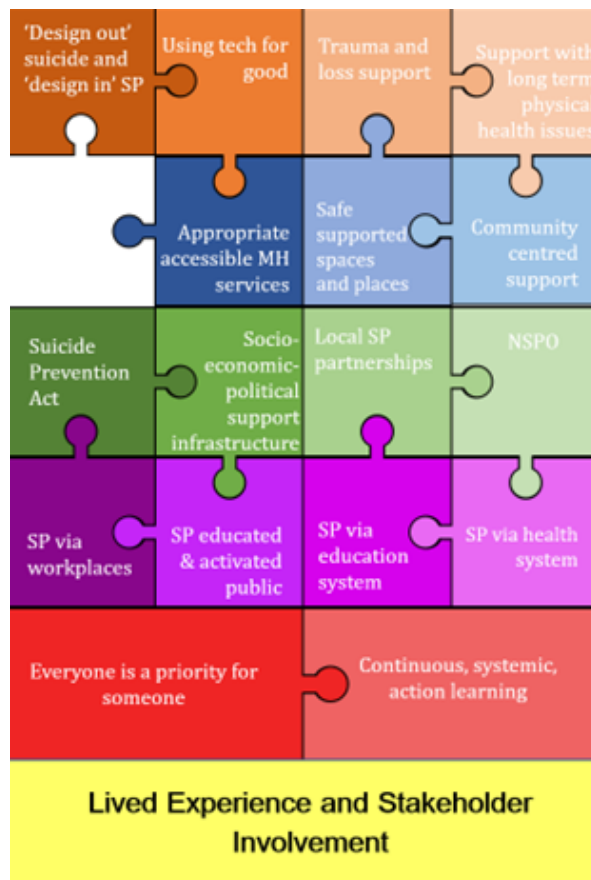 ‘Design out’
suicide and
‘design in’ SP
Using tech for
good
Trauma and
loss support
Support with
long term
physical
health issues
Appropriate
accessible MH
services
Safe
supported
spaces
and places
Community
centred
support
Suicide
Prevention
Act
Socio-
economic-
political
support
infrastructure
Local SP
partnerships
NSPO
SP via
workplaces
SP educated
& activated
public
SP via
education
system
SP via health
system
Everyone is a priority for
someone
Continuous, systemic,
action learning
Lived Experience and Stakeholder
Involvement